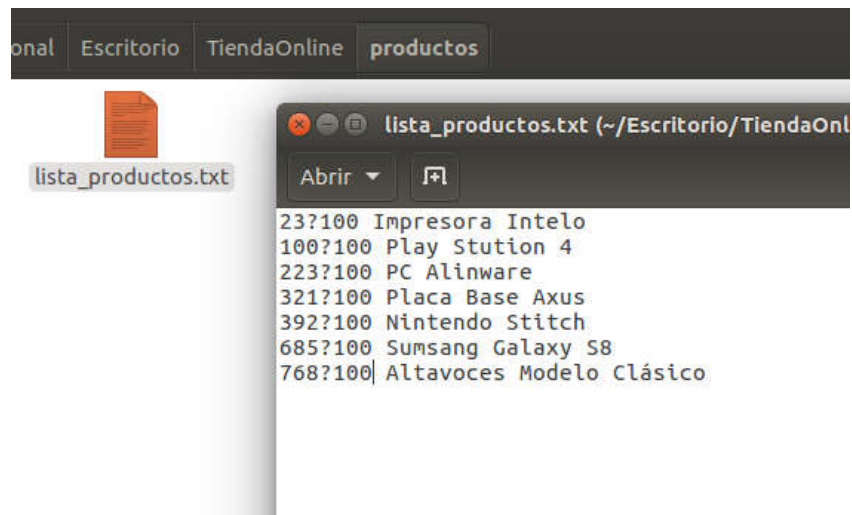 onal Escritorio TiendaOnline productos
lista_productos.txt (~/Escritorio/TiendaOnl
lista_productos.txt
Abrir
23?100 Impresora Intelo
100?100 Play Stution 4
223?100 PC Alinware
321?100 Placa Base Axus
392?100 Nintendo Stitch
685?100 Sumsang Galaxy S8
768?100 Altavoces Modelo Clásico